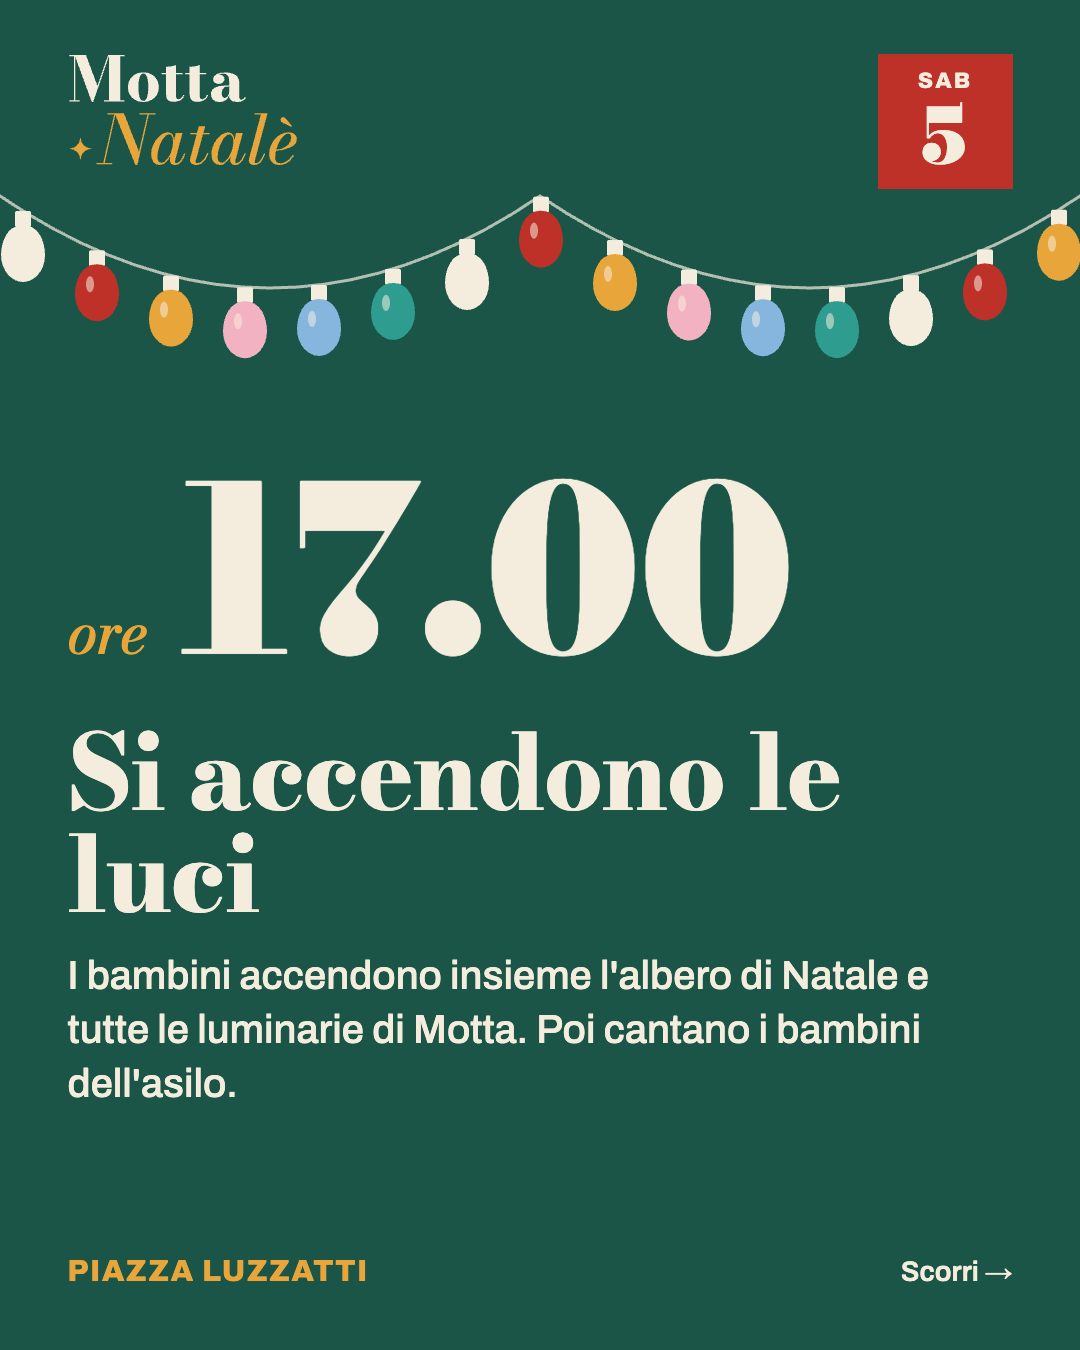 Motta
Natalè
SAB
5
ore 17.00
Si accendono le
luci
I bambini accendono insieme l'albero di Natale e
tutte le luminarie di Motta. Poi cantano i bambini
dell'asilo.
PIAZZA LUZZATTI
Scorri →